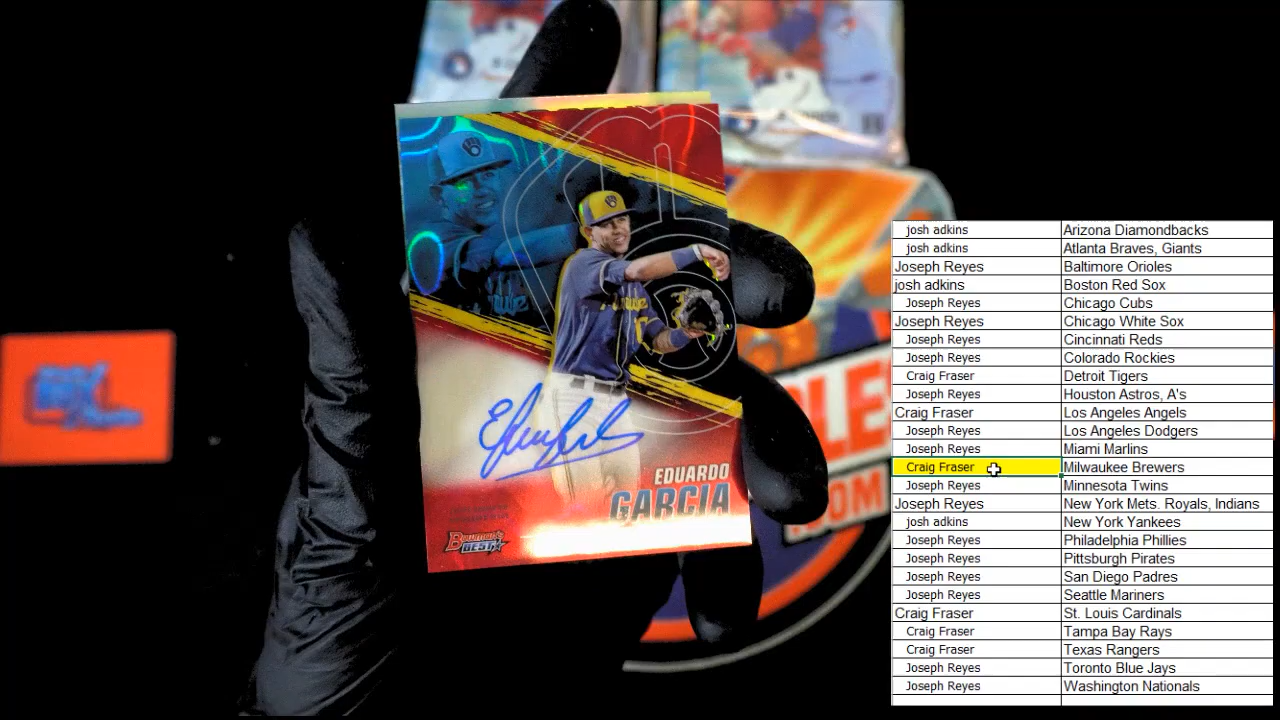 EDUARDO
GARCIA
BOWMAN'S
BEST
.COM
josh adkins Arizona Diamondbacks
josh adkins Atlanta Braves, Giants
Joseph Reyes Baltimore Orioles
josh adkins Boston Red Sox
Joseph Reyes Chicago Cubs
Joseph Reyes Chicago White Sox
Joseph Reyes Cincinnati Reds
Joseph Reyes Colorado Rockies
Craig Fraser Detroit Tigers
Joseph Reyes Houston Astros, A's
Craig Fraser Los Angeles Angels
Joseph Reyes Los Angeles Dodgers
Joseph Reyes Miami Marlins
Craig Fraser Milwaukee Brewers
Joseph Reyes Minnesota Twins
Joseph Reyes New York Mets. Royals, Indians
josh adkins New York Yankees
Joseph Reyes Philadelphia Phillies
Joseph Reyes Pittsburgh Pirates
Joseph Reyes San Diego Padres
Joseph Reyes Seattle Mariners
Craig Fraser St. Louis Cardinals
Craig Fraser Tampa Bay Rays
Craig Fraser Texas Rangers
Joseph Reyes Toronto Blue Jays
Joseph Reyes Washington Nationals